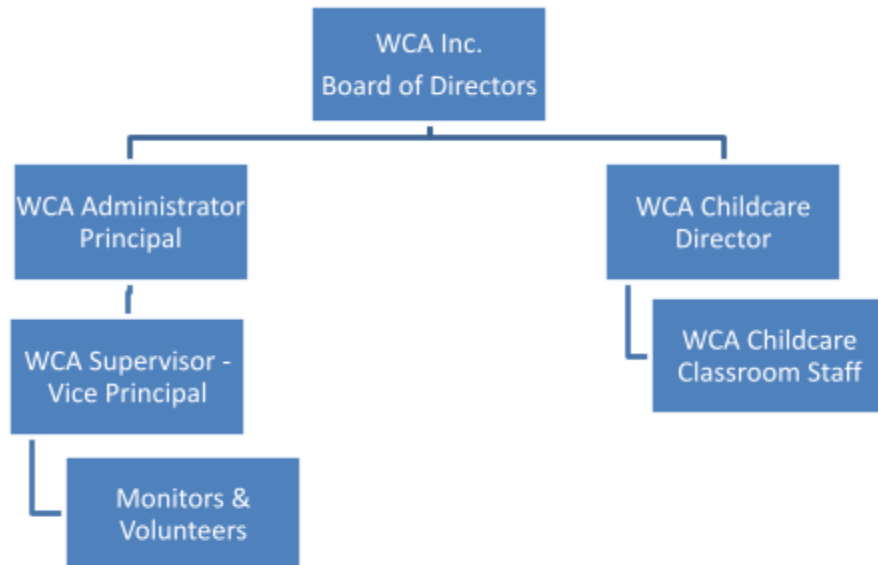 WCA Inc.
Board of Directors
WCA Administrator
Principal
WCA Childcare
Director
WCA Supervisor -
Vice Principal
WCA Childcare
Classroom Staff
Monitors &
Volunteers